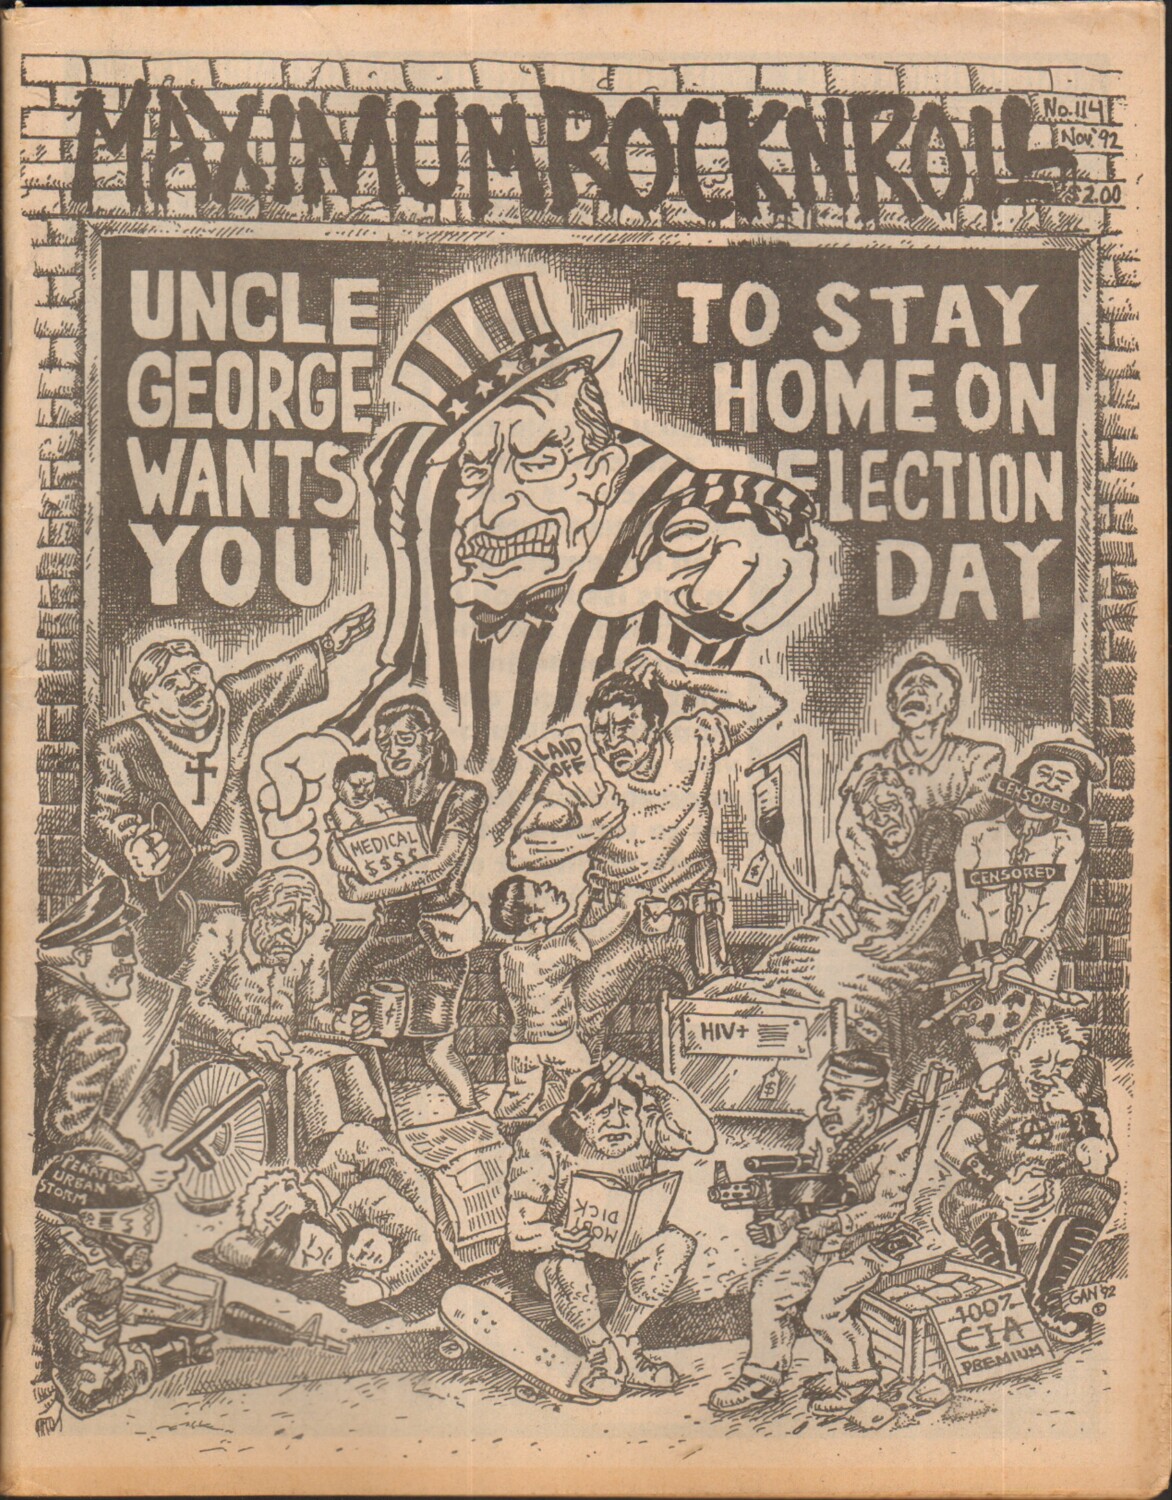 MAXIMUMROCKNROLL
No. 114
Nov. '92
$2.00
UNCLE
GEORGE
WANTS
YOU
TO STAY
HOME ON
ELECTION
DAY
LAID
OFF
MEDICAL
$$$$
CENSORED
CENSORED
$
HIV+
$
URBAN
STORM
MOBY
DICK
100%
CIA
PREMIUM
GAN 92
©